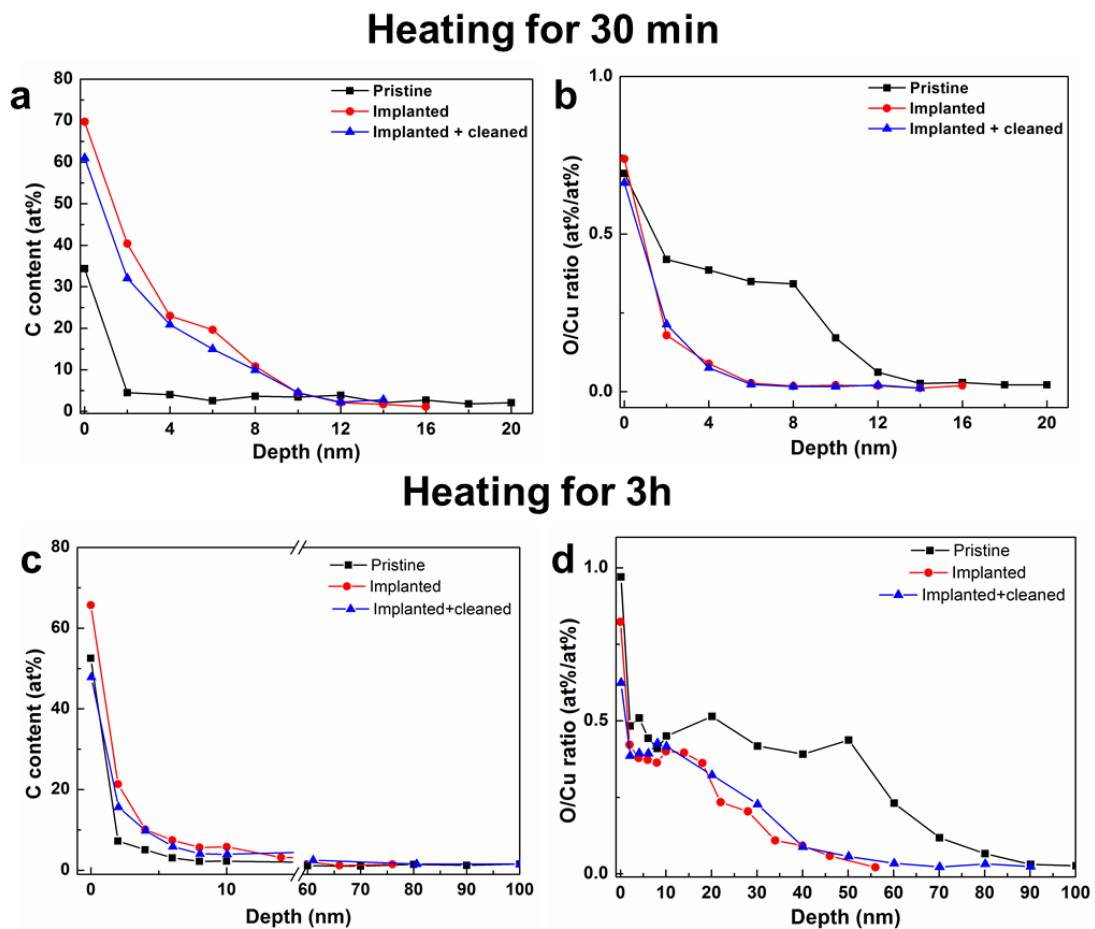 Heating for 30 min
a
80
70
60
50
40
30
20
10
0
C content (at%)
0 4 8 12 16 20
Depth (nm)
Pristine
Implanted
Implanted + cleaned
b
1.0
0.5
0.0
O/Cu ratio (at%/at%)
0 4 8 12 16 20
Depth (nm)
Pristine
Implanted
Implanted + cleaned
Heating for 3h
c
80
60
40
20
0
C content (at%)
0 10 60 70 80 90 100
Depth (nm)
Pristine
Implanted
Implanted+cleaned
d
1.0
0.5
0.0
O/Cu ratio (at%/at%)
0 10 20 30 40 50 60 70 80 90 100
Depth (nm)
Pristine
Implanted
Implanted+cleaned